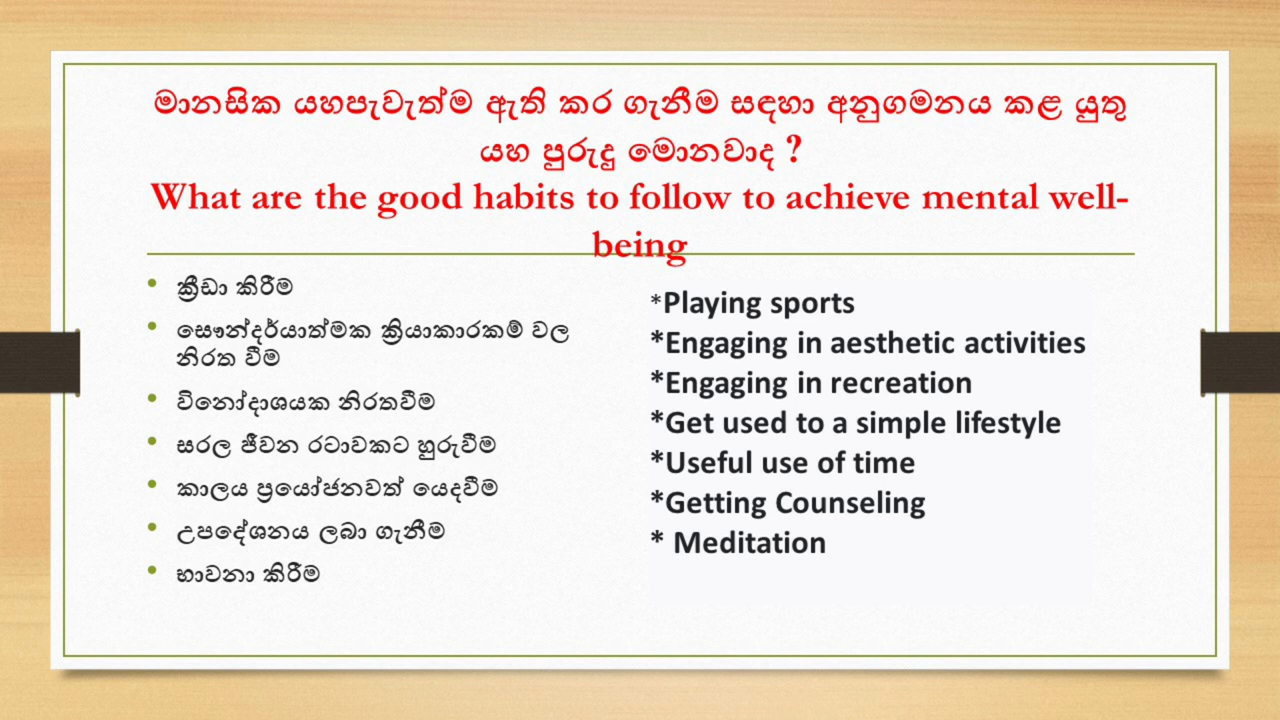 මානසික යහපැවැත්ම ඇති කර ගැනීම සඳහා අනුගමනය කළ යුතු
යහ පුරුදු මොනවාද ?
What are the good habits to follow to achieve mental well-
being
• ක්‍රීඩා කිරීම
• සෞන්දර්යාත්මක ක්‍රියාකාරකම් වල
නිරත වීම
• විනෝදාශයක නිරතවීම
• සරල ජීවන රටාවකට හුරුවීම
• කාලය ප්‍රයෝජනවත් යෙදවීම
• උපදේශනය ලබා ගැනීම
• භාවනා කිරීම
*Playing sports
*Engaging in aesthetic activities
*Engaging in recreation
*Get used to a simple lifestyle
*Useful use of time
*Getting Counseling
* Meditation